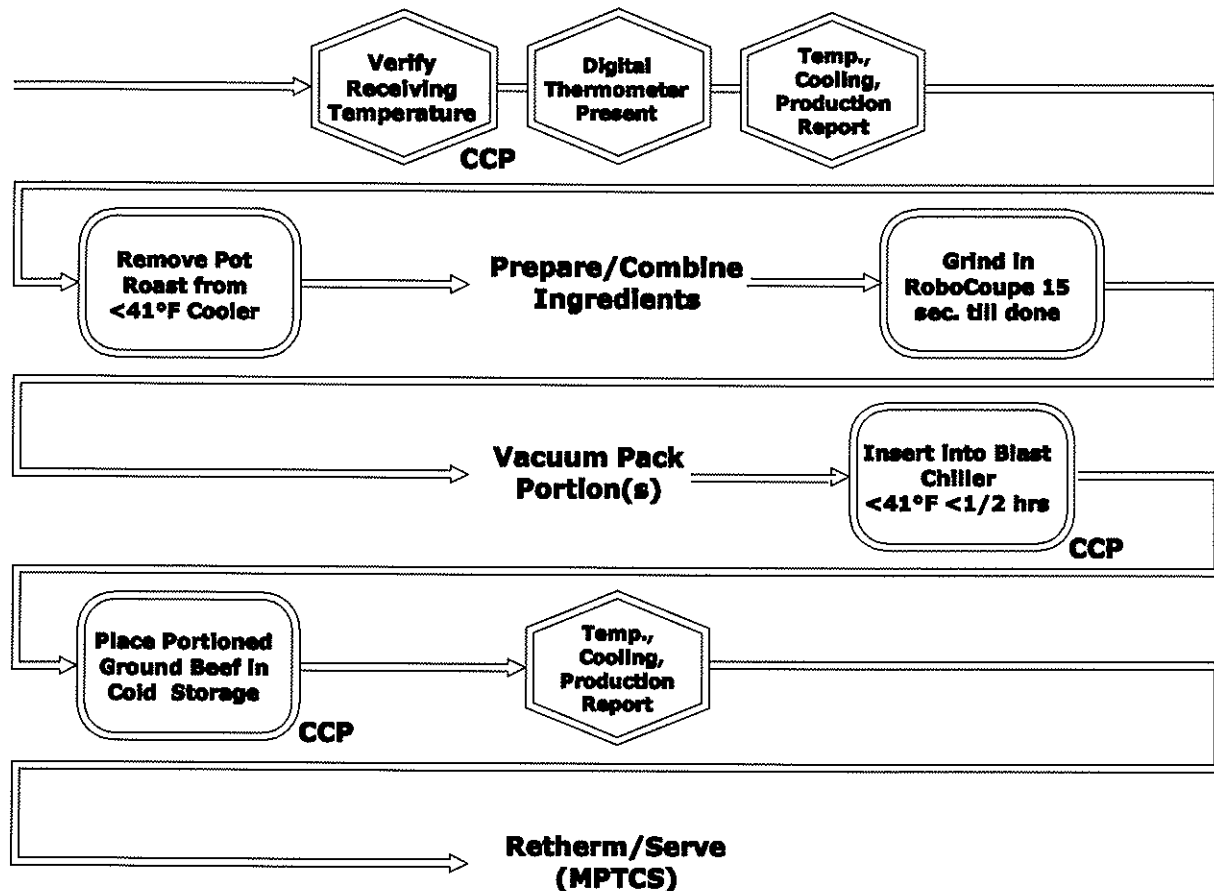 Verify
Receiving
Temperature
CCP
Digital
Thermometer
Present
Temp.,
Cooling,
Production
Report
Remove Pot
Roast from
<41°F Cooler
Prepare/Combine
Ingredients
Grind in
RoboCoupe 15
sec. till done
Vacuum Pack
Portion(s)
Insert into Blast
Chiller
<41°F <1/2 hrs
CCP
Place Portioned
Ground Beef in
Cold Storage
CCP
Temp.,
Cooling,
Production
Report
Retherm/Serve
(MPTCS)